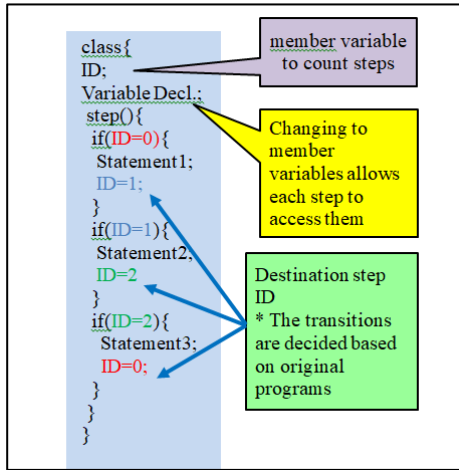 class{
ID;
Variable Decl.;
step(){
if(ID=0){
Statement1;
ID=1;
}
if(ID=1){
Statement2,
ID=2
}
if(ID=2){
Statement3;
ID=0;
}
}
}
member variable
to count steps
Changing to
member
variables allows
each step to
access them
Destination step
ID
* The transitions
are decided based
on original
programs